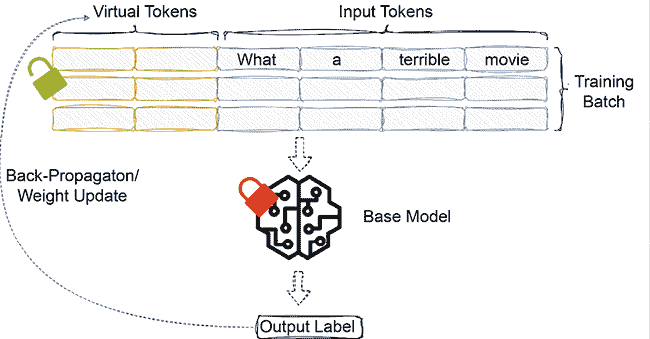 Virtual Tokens Input Tokens
What a terrible movie
Training
Batch
Back-Propagaton/
Weight Update
Base Model
Output Label